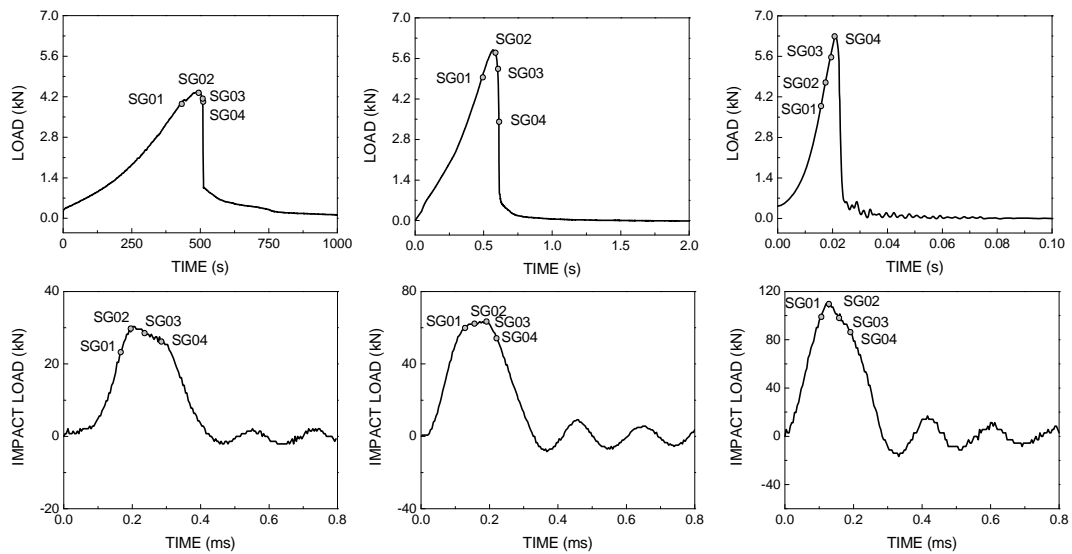 7.0
5.6
4.2
2.8
1.4
0.0
LOAD (kN)
SG01
SG02
SG03
SG04
0
250
500
750
1000
TIME (s)
7.0
5.6
4.2
2.8
1.4
0.0
LOAD (kN)
SG01
SG02
SG03
SG04
0.0
0.5
1.0
1.5
2.0
TIME (s)
7.0
5.6
4.2
2.8
1.4
0.0
LOAD (kN)
SG04
SG03
SG02
SG01
0.00
0.02
0.04
0.06
0.08
0.10
TIME (s)
40
20
0
-20
IMPACT LOAD (kN)
SG01
SG02
SG03
SG04
0.0
0.2
0.4
0.6
0.8
TIME (ms)
80
40
0
-40
IMPACT LOAD (kN)
SG01
SG02
SG03
SG04
0.0
0.2
0.4
0.6
0.8
TIME (ms)
120
80
40
0
-40
IMPACT LOAD (kN)
SG01
SG02
SG03
SG04
0.0
0.2
0.4
0.6
0.8
TIME (ms)